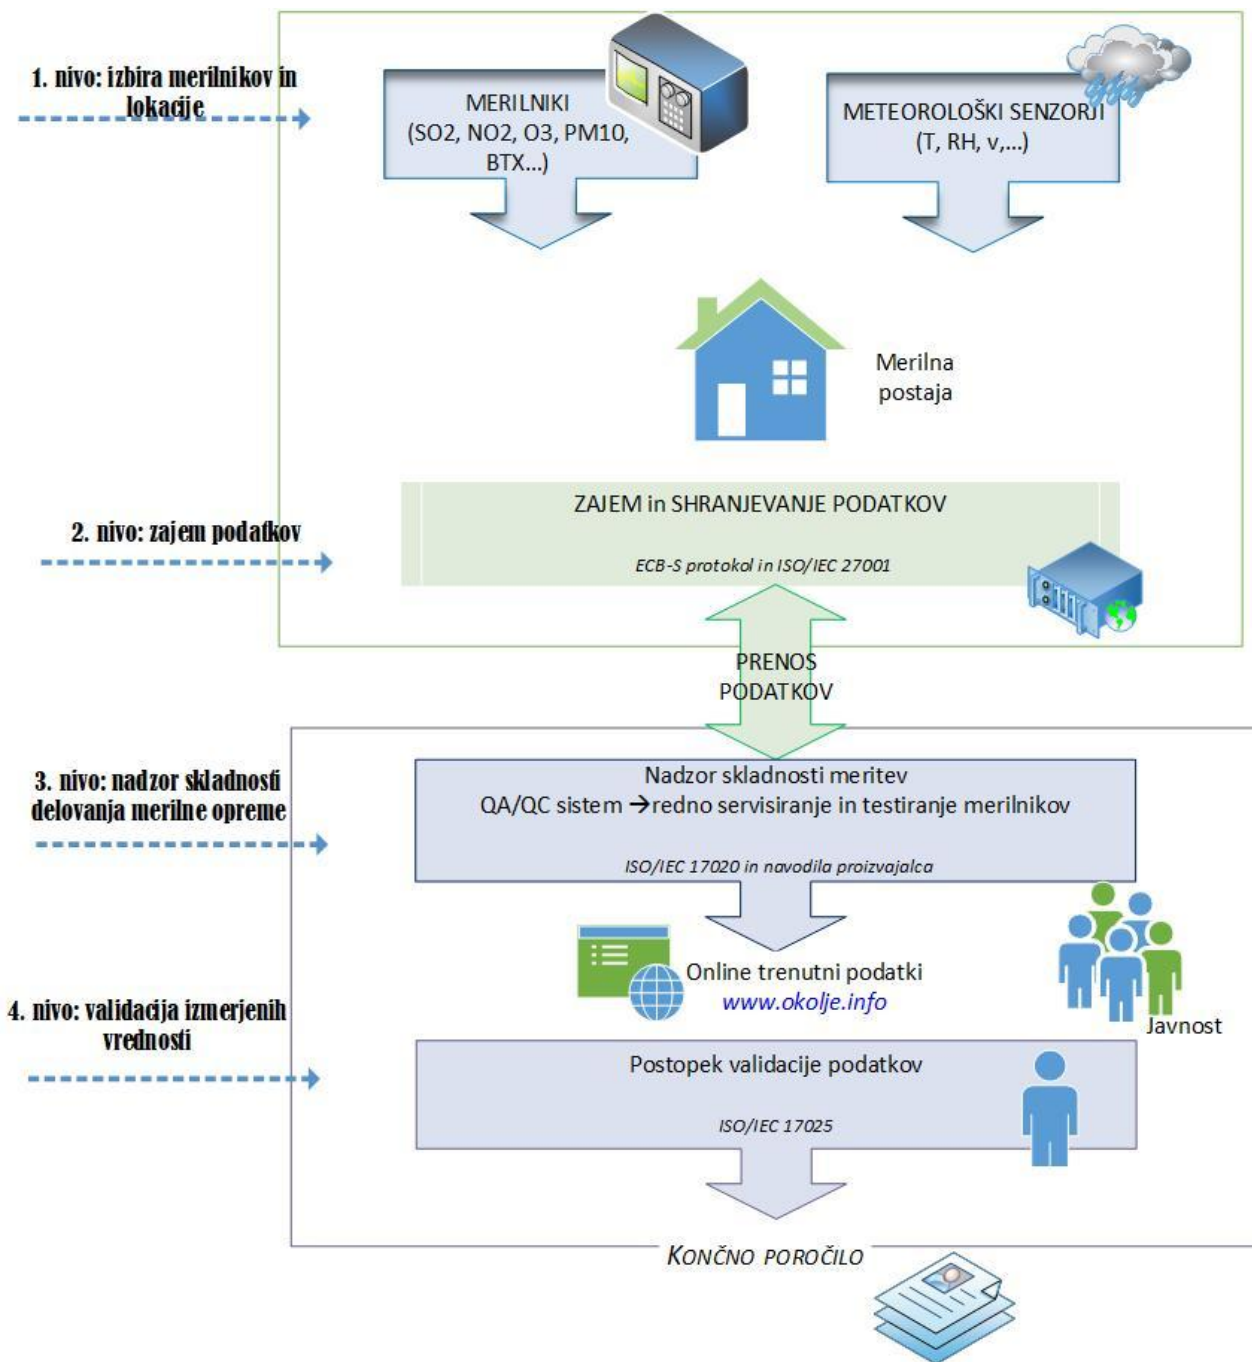 1. nivo: izbira merilnikov in
lokacije
MERILNIKI
(SO2, NO2, O3, PM10,
BTX...)
METEOROLOŠKI SENZORJI
(T, RH, v,...)
Merilna
postaja
2. nivo: zajem podatkov
ZAJEM in SHRANJEVANJE PODATKOV
ECB-S protokol in ISO/IEC 27001
PRENOS
PODATKOV
3. nivo: nadzor skladnosti
delovanja merilne opreme
Nadzor skladnosti meritev
QA/QC sistem →redno servisiranje in testiranje merilnikov
ISO/IEC 17020 in navodila proizvajalca
Online trenutni podatki
www.okolje.info
Javnost
4. nivo: validacija izmerjenih
vrednosti
Postopek validacije podatkov
ISO/IEC 17025
KONČNO POROČILO